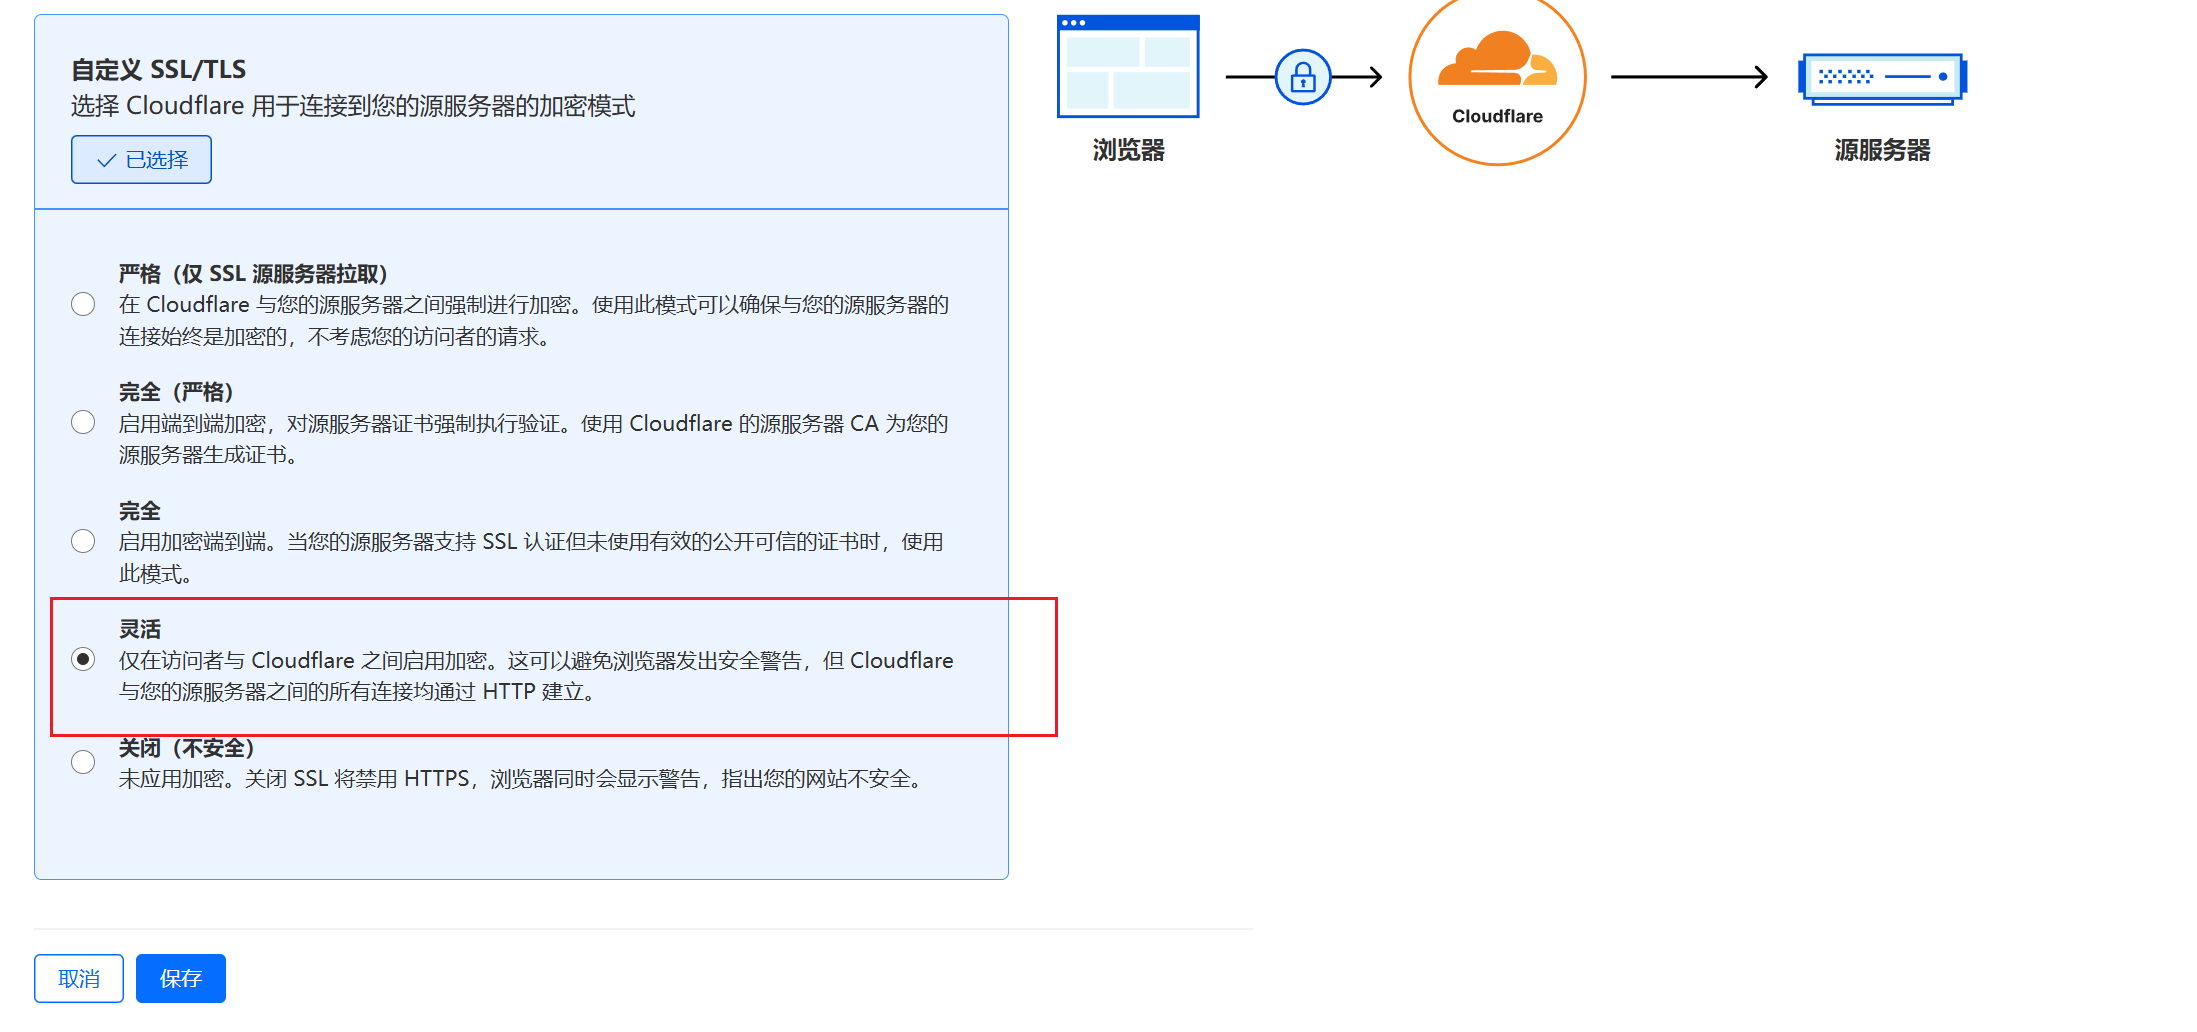 自定义 SSL/TLS
选择 Cloudflare 用于连接到您的源服务器的加密模式
已选择
严格（仅 SSL 源服务器拉取）
在 Cloudflare 与您的源服务器之间强制进行加密。使用此模式可以确保与您的源服务器的
连接始终是加密的，不考虑您的访问者的请求。
完全（严格）
启用端到端加密，对源服务器证书强制执行验证。使用 Cloudflare 的源服务器 CA 为您的
源服务器生成证书。
完全
启用加密端到端。当您的源服务器支持 SSL 认证但未使用有效的公开可信的证书时，使用
此模式。
灵活
仅在访问者与 Cloudflare 之间启用加密。这可以避免浏览器发出安全警告，但 Cloudflare
与您的源服务器之间的所有连接均通过 HTTP 建立。
关闭（不安全）
未应用加密。关闭 SSL 将禁用 HTTPS，浏览器同时会显示警告，指出您的网站不安全。
取消
保存
浏览器
Cloudflare
源服务器